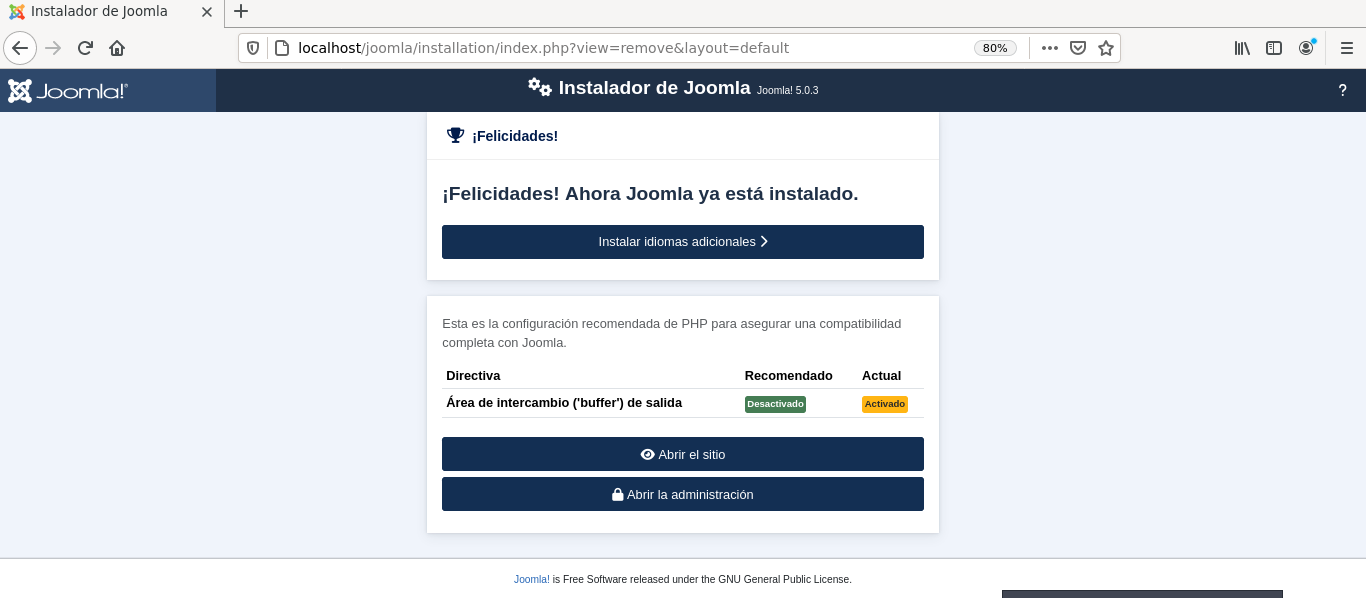 Instalador de Joomla
localhost/joomla/installation/index.php?view=remove&layout=default
80%
Joomla!®
Instalador de Joomla Joomla! 5.0.3
?
¡Felicidades!
¡Felicidades! Ahora Joomla ya está instalado.
Instalar idiomas adicionales
Esta es la configuración recomendada de PHP para asegurar una compatibilidad
completa con Joomla.
Directiva Recomendado Actual
Área de intercambio ('buffer') de salida Desactivado Activado
Abrir el sitio
Abrir la administración
Joomla! is Free Software released under the GNU General Public License.